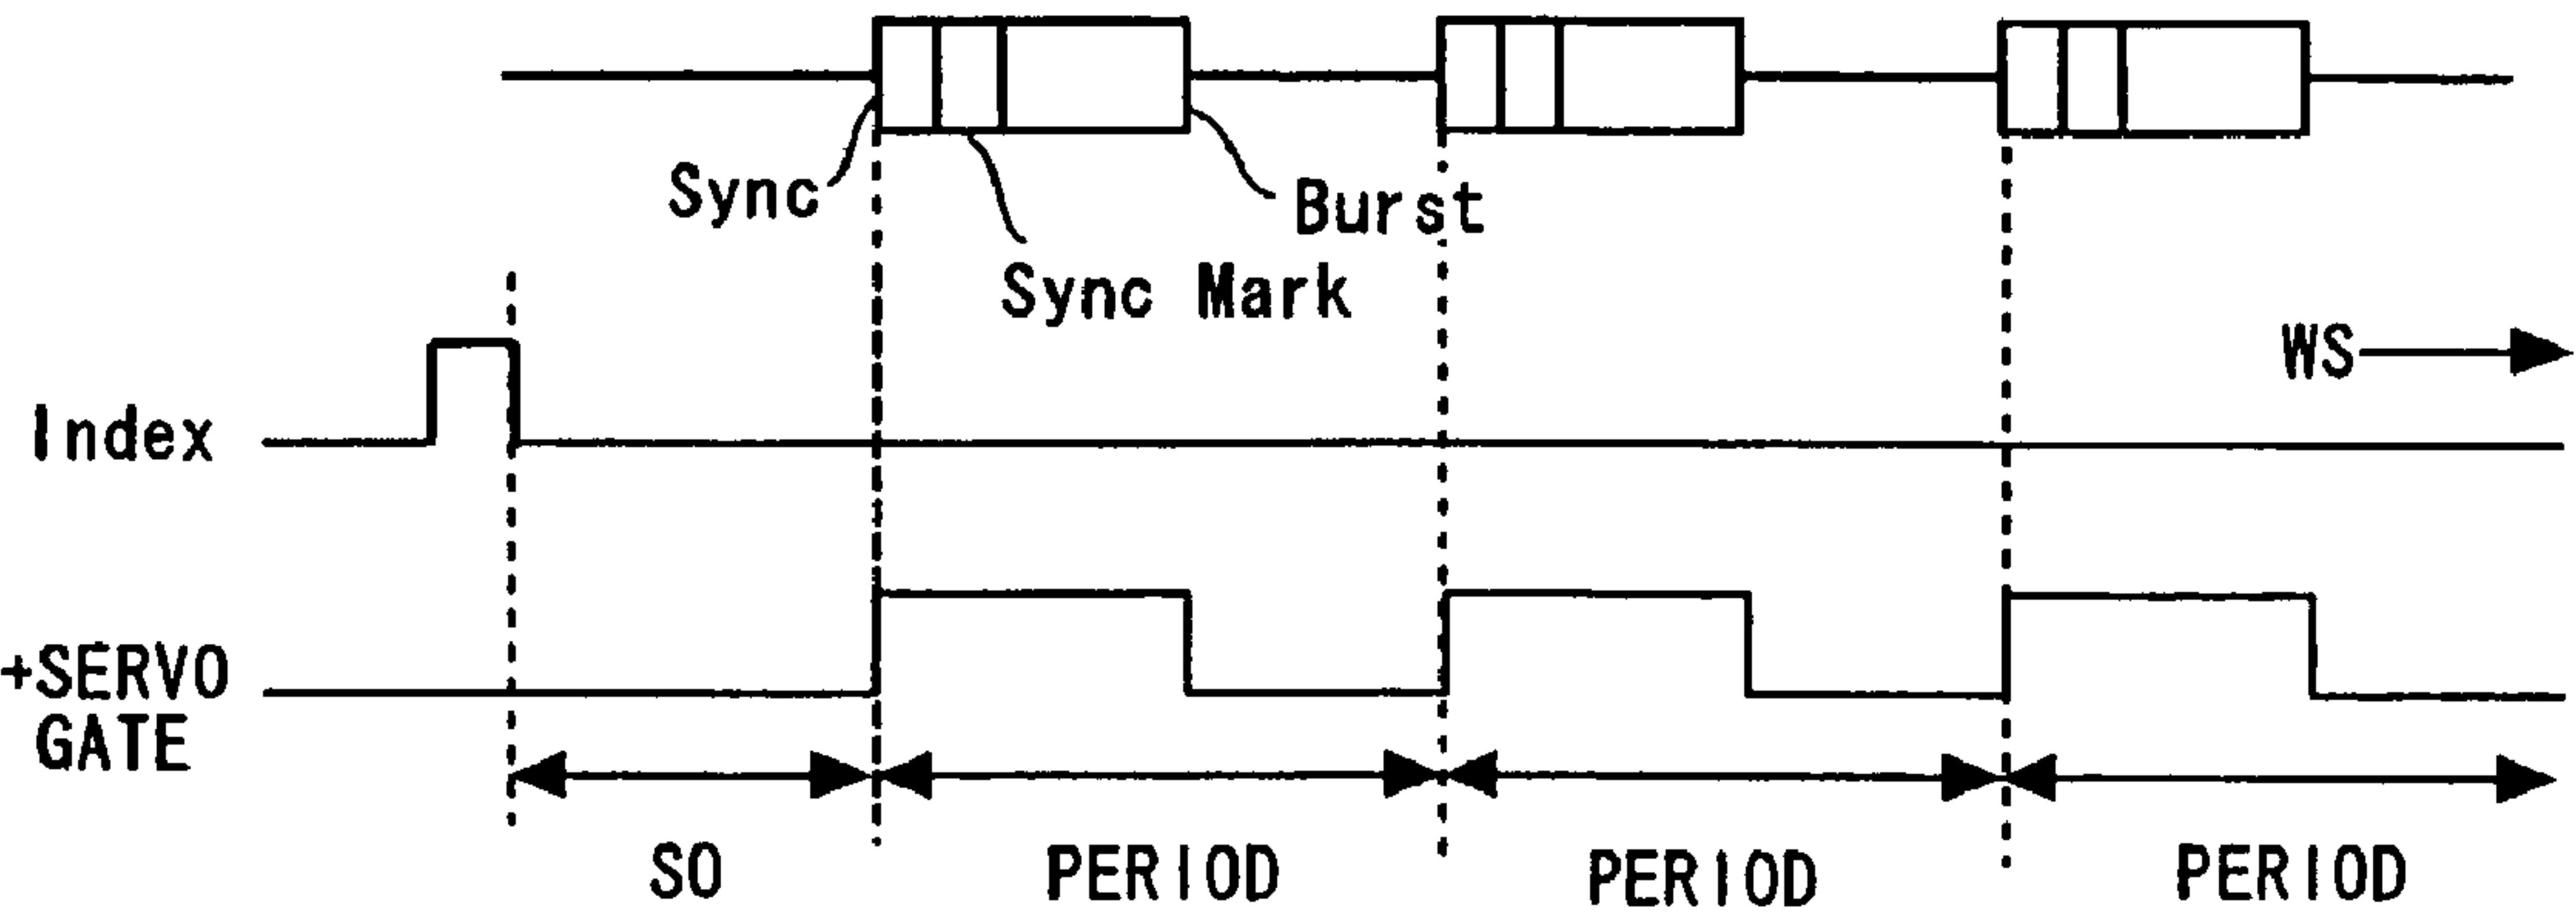 Sync
Burst
Sync Mark
WS
Index
+SERVO
GATE
SO
PERIOD
PERIOD
PERIOD